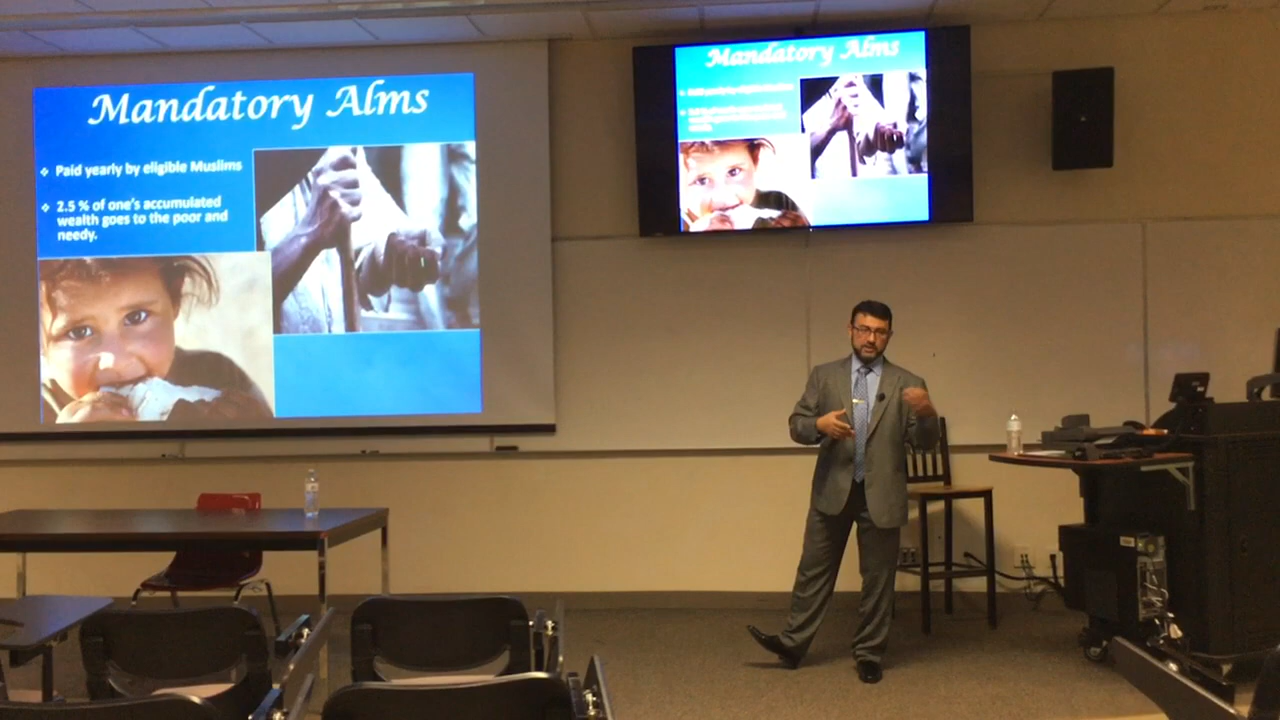 Mandatory Alms
❖ Paid yearly by eligible Muslims
❖ 2.5 % of one's accumulated
wealth goes to the poor and
needy.
Mandatory Alms